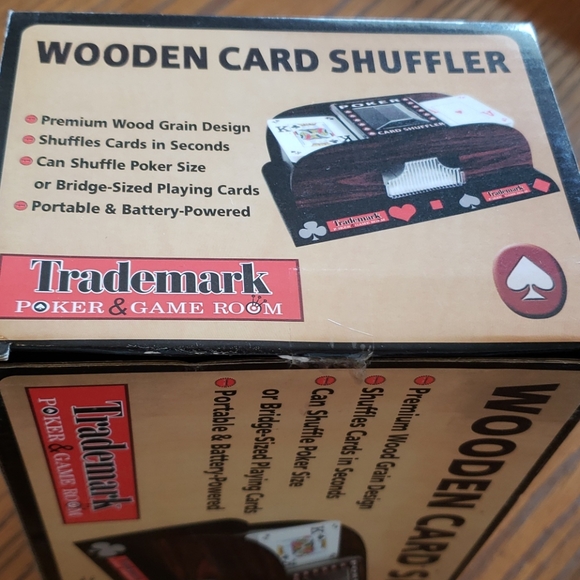 WOODEN CARD SHUFFLER
Premium Wood Grain Design
Shuffles Cards in Seconds
Can Shuffle Poker Size
or Bridge-Sized Playing Cards
Portable & Battery-Powered
POKER
CARD SHUFFLER
K
Trademark
Trademark
Trademark
POKER & GAME ROOM
WOODEN CARD S
Premium Wood Grain Design
Shuffles Cards in Seconds
Can Shuffle Poker Size
or Bridge-Sized Playing Cards
Portable & Battery-Powered
Trademark
POKER & GAME ROOM
K